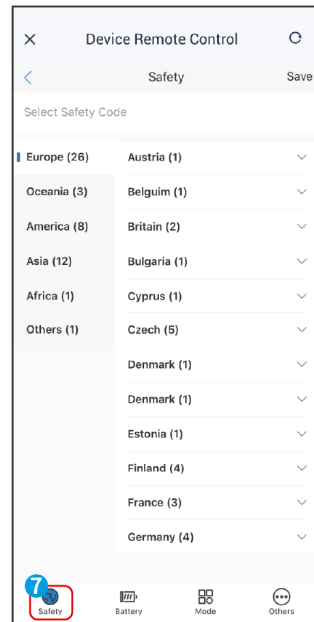 Device Remote Control
Safety
Save
Select Safety Code
Europe (26)
Oceania (3)
America (8)
Asia (12)
Africa (1)
Others (1)
Austria (1)
Belguim (1)
Britain (2)
Bulgaria (1)
Cyprus (1)
Czech (5)
Denmark (1)
Denmark (1)
Estonia (1)
Finland (4)
France (3)
Germany (4)
7
Safety
Battery
Mode
Others